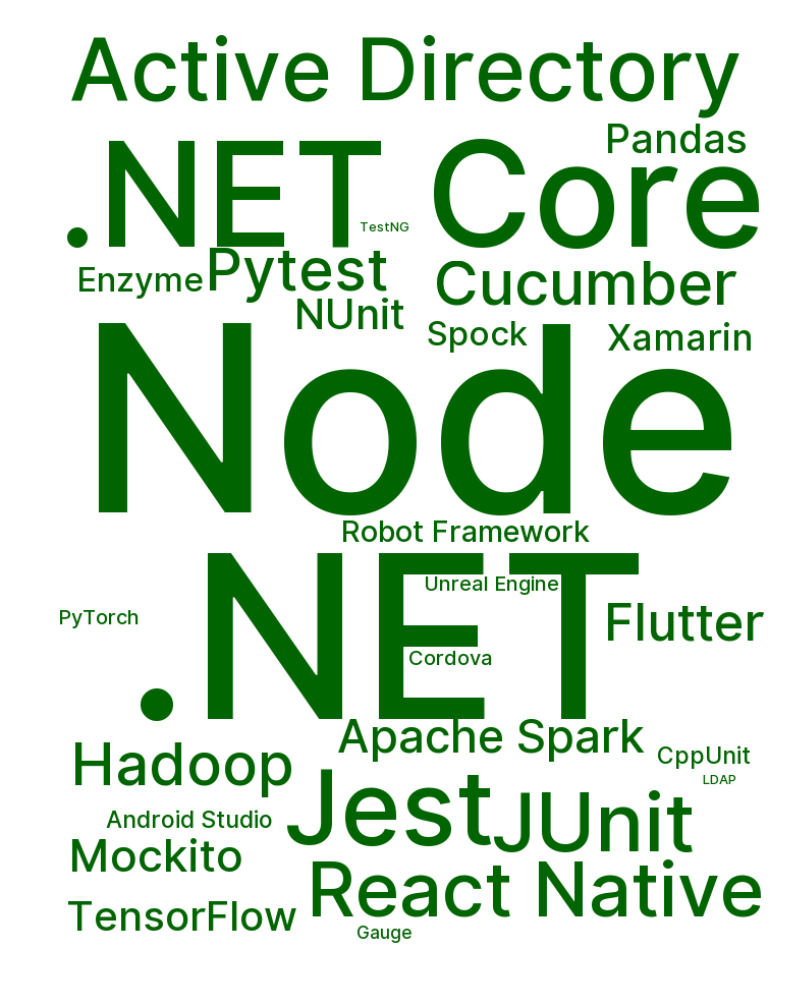 Active Directory
Pandas
.NET Core
TestNG
Enzyme
Pytest
Cucumber
NUnit
Spock
Xamarin
Node
Robot Framework
.NET
Unreal Engine
PyTorch
Flutter
Cordova
Apache Spark
Hadoop
CppUnit
LDAP
Jest
JUnit
Android Studio
Mockito
React Native
TensorFlow
Gauge